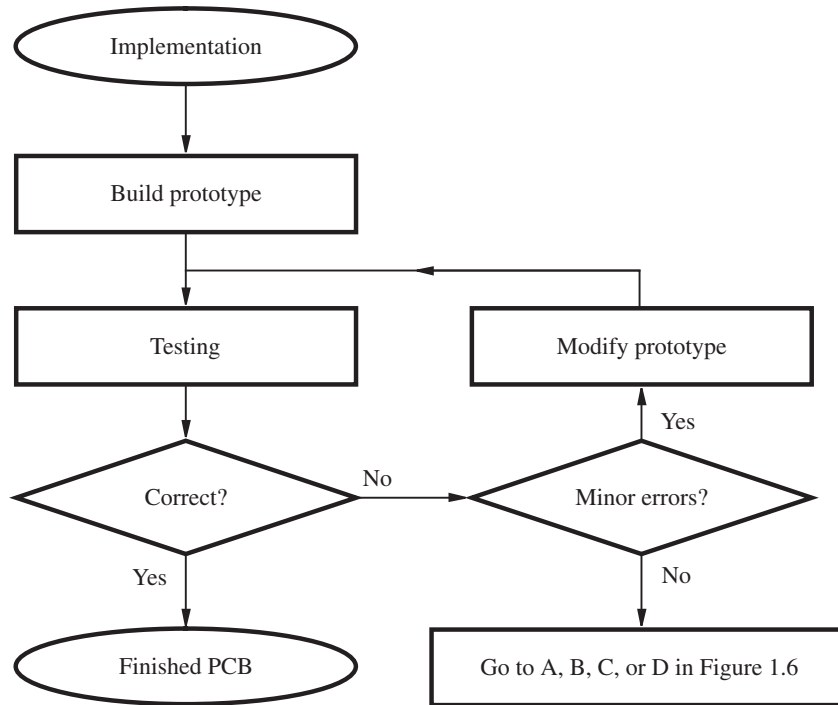 Implementation
Build prototype
Testing
Modify prototype
Yes
Correct?
No
Minor errors?
Yes
No
Finished PCB
Go to A, B, C, or D in Figure 1.6